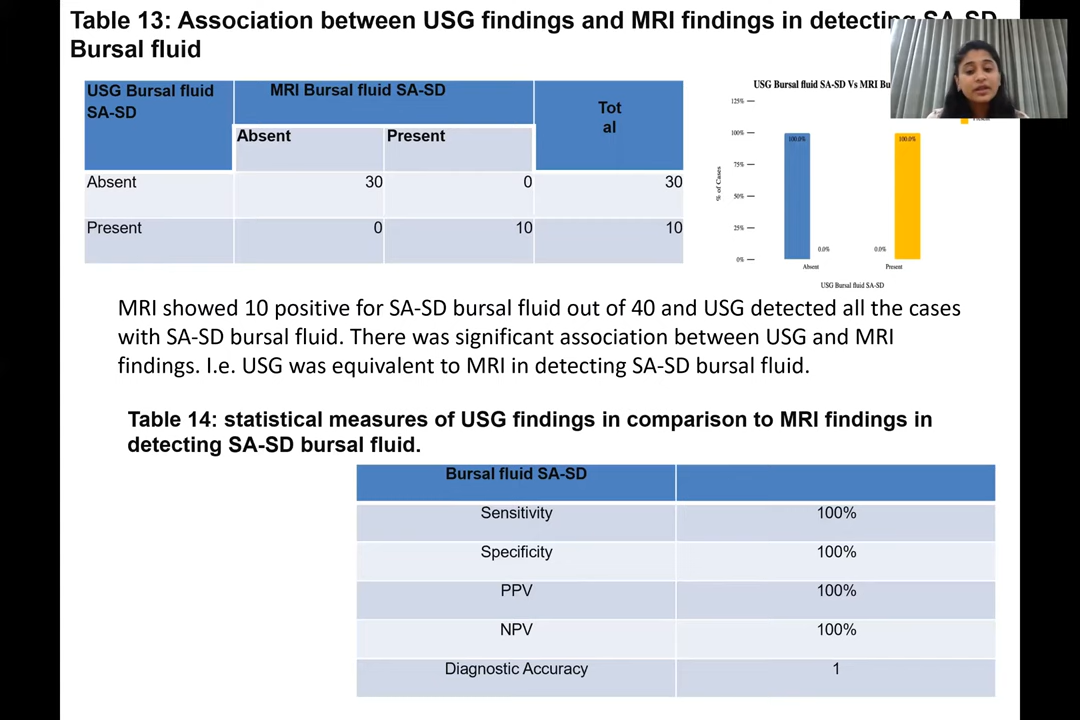 Table 13: Association between USG findings and MRI findings in detecting SA-SD
Bursal fluid
USG Bursal fluid
SA-SD
MRI Bursal fluid SA-SD
Tot
al
Absent
Present
Absent
30
0
30
Present
0
10
10
USG Bursal fluid SA-SD Vs MRI
125%
100%
75%
50%
25%
0%
% of Cases
100.0%
0.0%
0.0%
100.0%
Absent
Present
USG Bursal fluid SA-SD
MRI showed 10 positive for SA-SD bursal fluid out of 40 and USG detected all the cases
with SA-SD bursal fluid. There was significant association between USG and MRI
findings. I.e. USG was equivalent to MRI in detecting SA-SD bursal fluid.
Table 14: statistical measures of USG findings in comparison to MRI findings in
detecting SA-SD bursal fluid.
Bursal fluid SA-SD
Sensitivity
100%
Specificity
100%
PPV
100%
NPV
100%
Diagnostic Accuracy
1